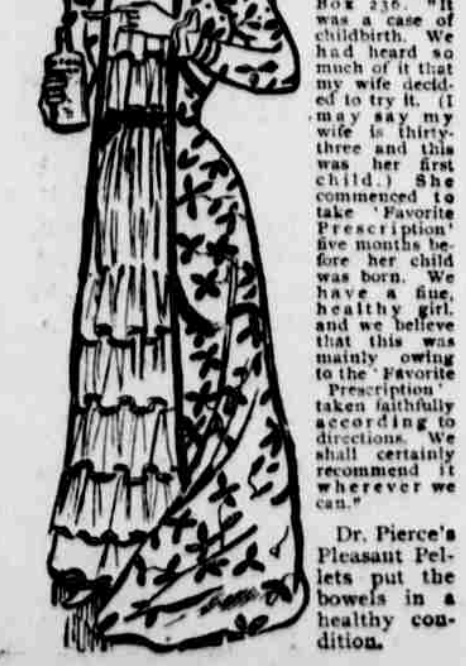 Box 236. "It
was a case of
childbirth. We
had heard so
much of it that
my wife decid-
ed to try it. (I
may say my
wife is thirty-
three and this
was her first
child.) She
commenced to
take 'Favorite
Prescription'
five months be-
fore her child
was born. We
have a fine,
healthy girl,
and we believe
that this was
mainly owing
to the 'Favorite
Prescription'
taken faithfully
according to
directions. We
shall certainly
recommend it
wherever we
can."
Dr. Pierce's
Pleasant Pel-
lets put the
bowels in a
healthy con-
dition.